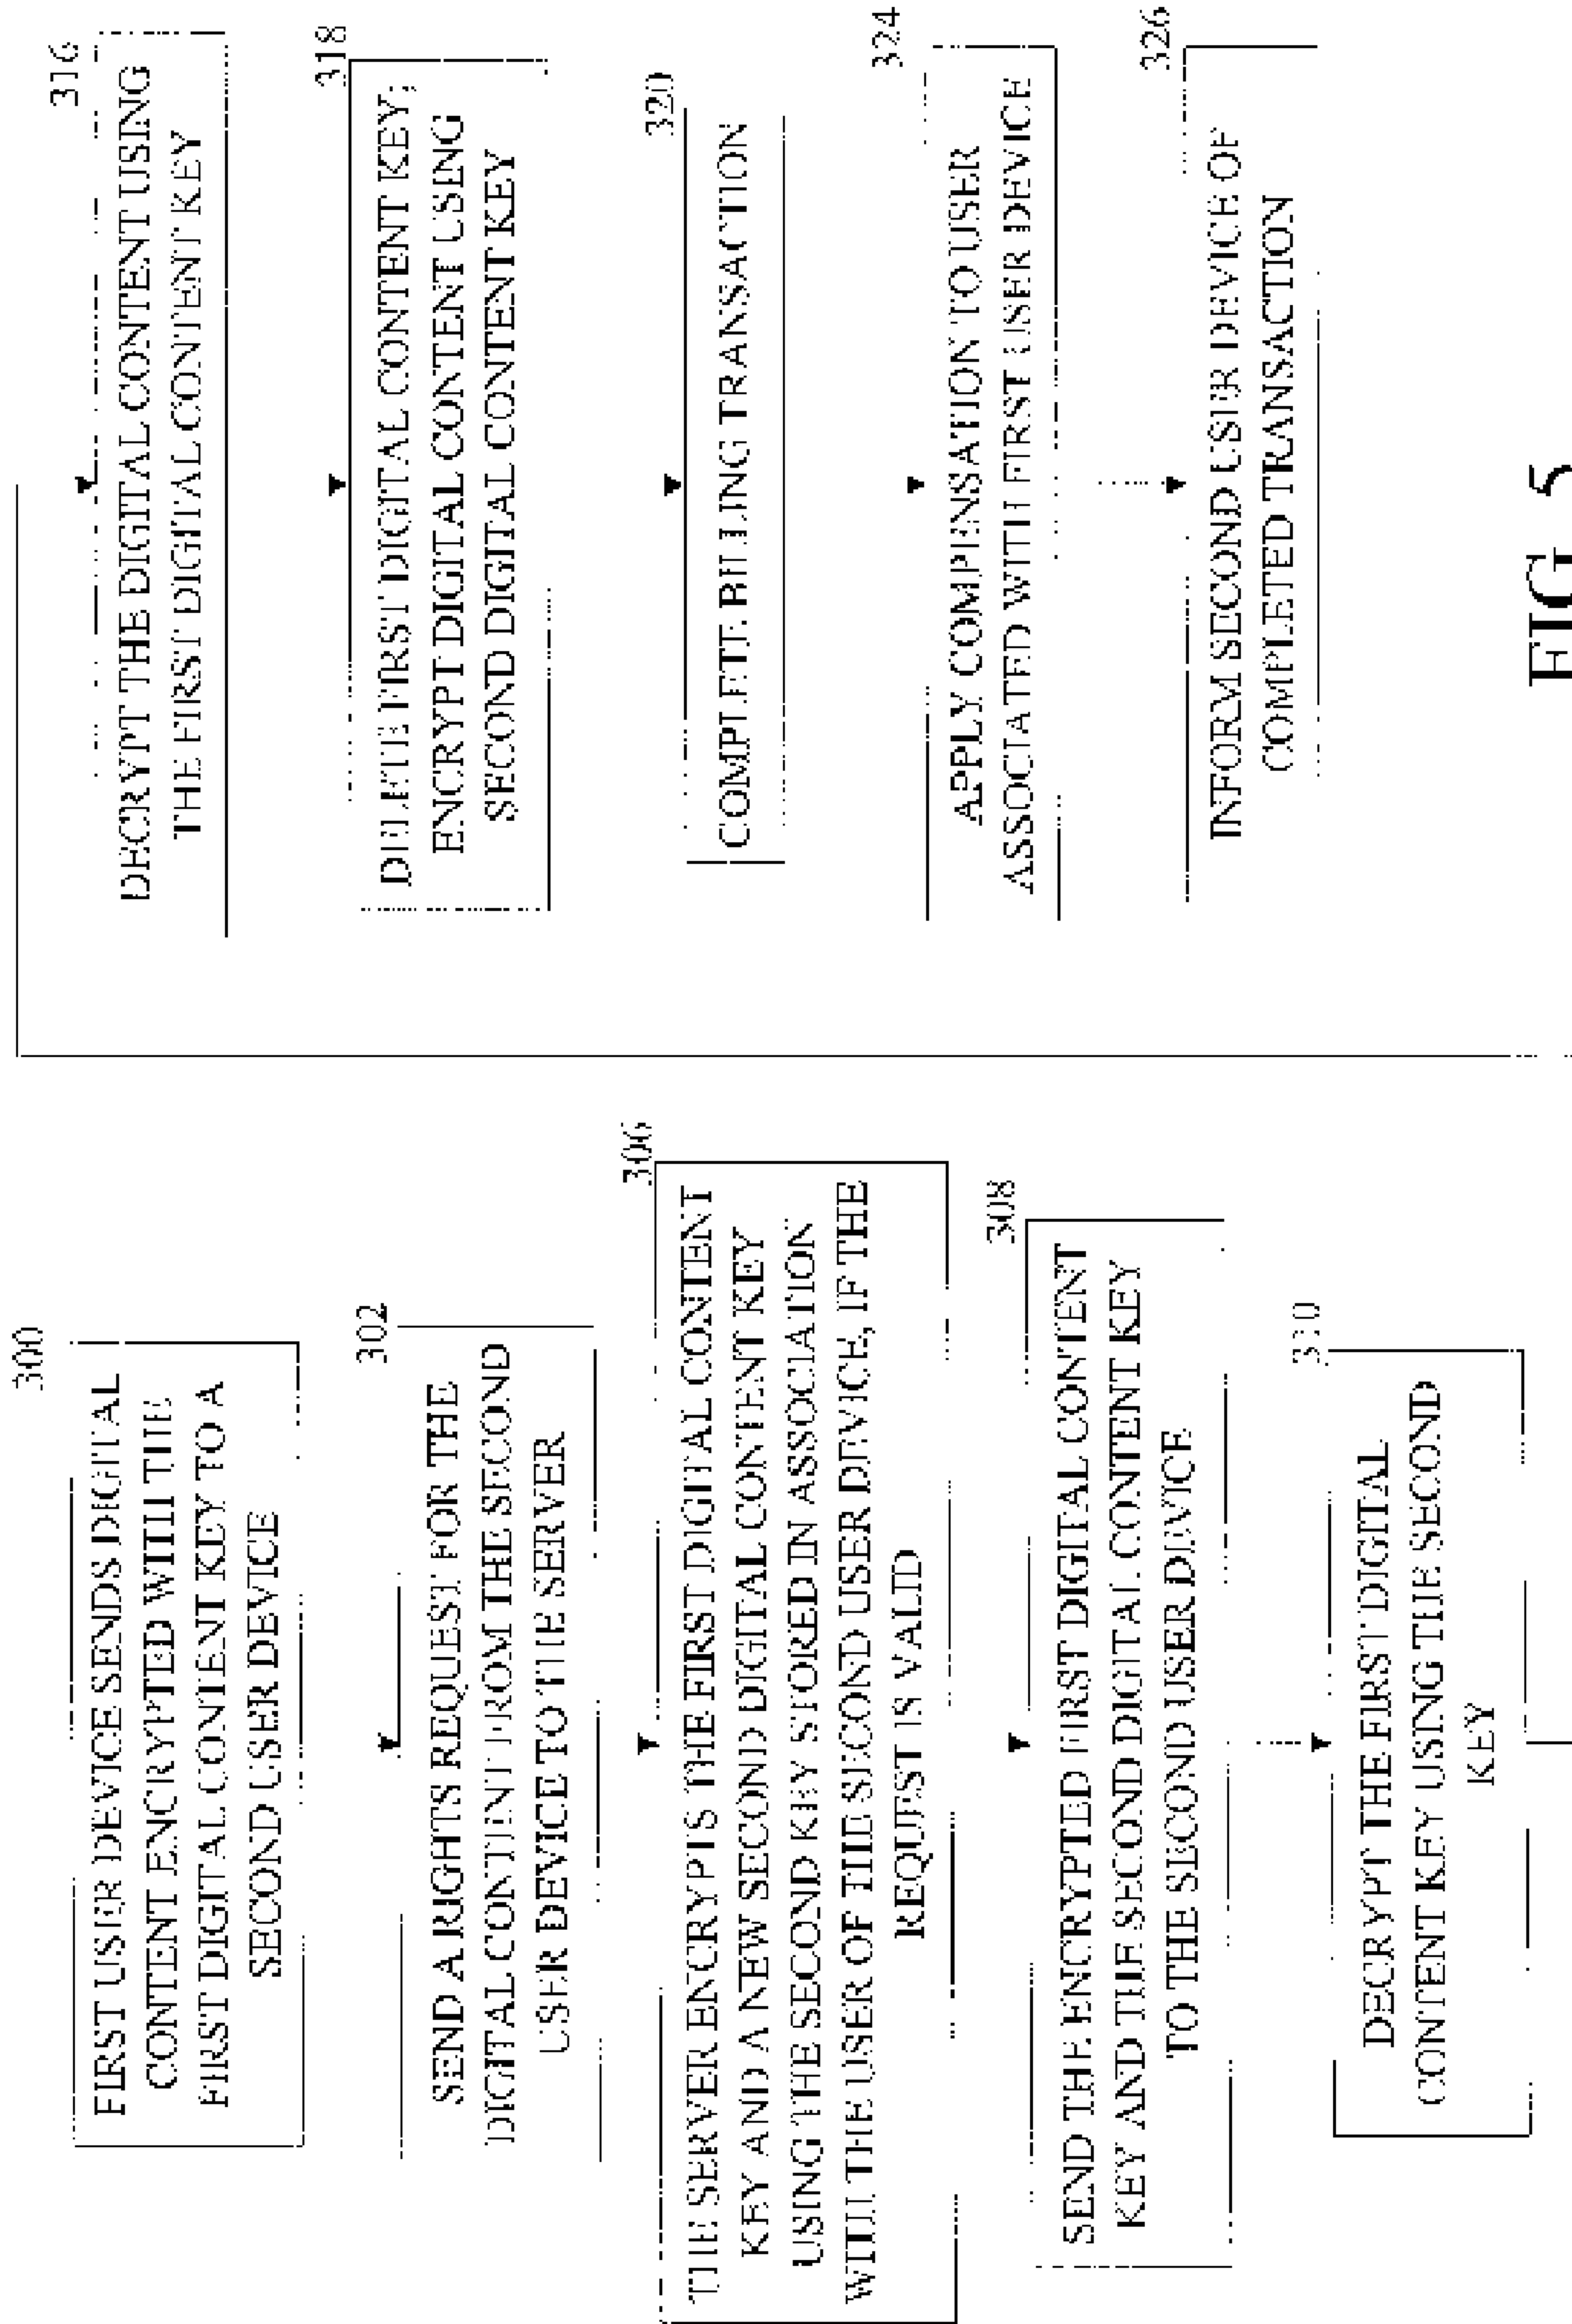 300
FIRST USER DEVICE SENDS DIGITAL
CONTENT ENCRYPTED WITH THE
FIRST DIGITAL CONTENT KEY TO A
SECOND USER DEVICE
302
SEND A RIGHTS REQUEST FOR THE
DIGITAL CONTENT FROM THE SECOND
USER DEVICE TO THE SERVER
306
THE SERVER ENCRYPTS THE FIRST DIGITAL CONTENT
KEY AND A NEW SECOND DIGITAL CONTENT KEY
USING THE SECOND KEY STORED IN ASSOCIATION
WITH THE USER OF THE SECOND USER DEVICE, IF THE
REQUEST IS VALID
308
SEND THE ENCRYPTED FIRST DIGITAL CONTENT
KEY AND THE SECOND DIGITAL CONTENT KEY
TO THE SECOND USER DEVICE
310
DECRYPT THE FIRST DIGITAL
CONTENT KEY USING THE SECOND
KEY
316
DECRYPT THE DIGITAL CONTENT USING
THE FIRST DIGITAL CONTENT KEY
318
DELETE FIRST DIGITAL CONTENT KEY;
ENCRYPT DIGITAL CONTENT USING
SECOND DIGITAL CONTENT KEY
320
COMPLETE BILLING TRANSACTION
324
APPLY COMPENSATION TO USER
ASSOCIATED WITH FIRST USER DEVICE
326
INFORM SECOND USER DEVICE OF
COMPLETED TRANSACTION
FIG 5